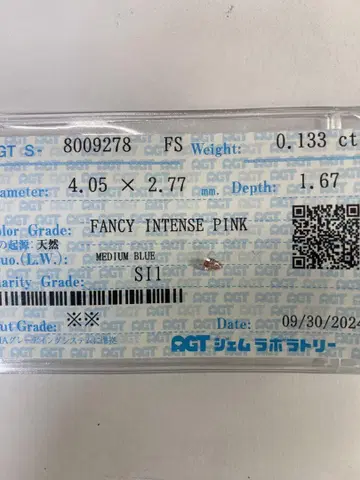 GT S- 8009278 FS Weight: 0.133 ct
iameter: 4.05 × 2.77 mm. Depth: 1.67
olor Grade: FANCY INTENSE PINK
の起源: 天然
uo.(L.W.): MEDIUM BLUE
larity Grade: SI1
ut Grade: ※※ Date: 09/30/2024
AGT ジェム ラボラトリー